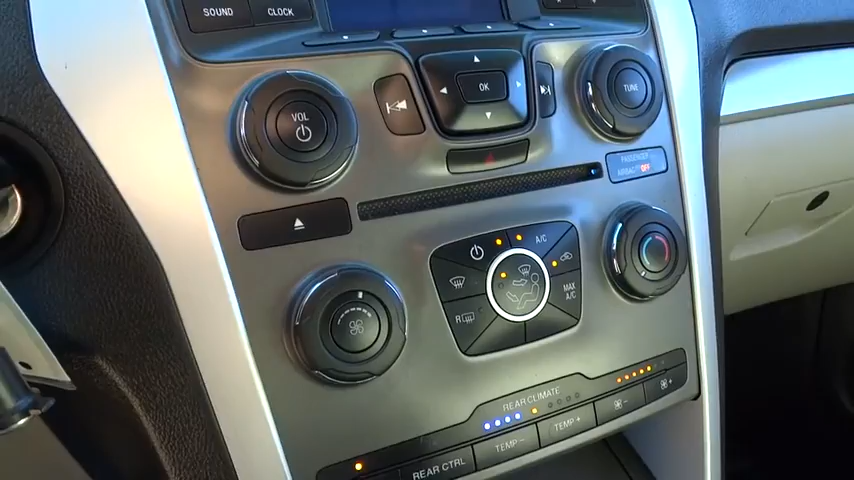 SOUND
CLOCK
VOL
OK
TUNE
PASSENGER
AIRBAG OFF
A/C
MAX
A/C
R
REAR CLIMATE
REAR CTRL
TEMP –
TEMP +